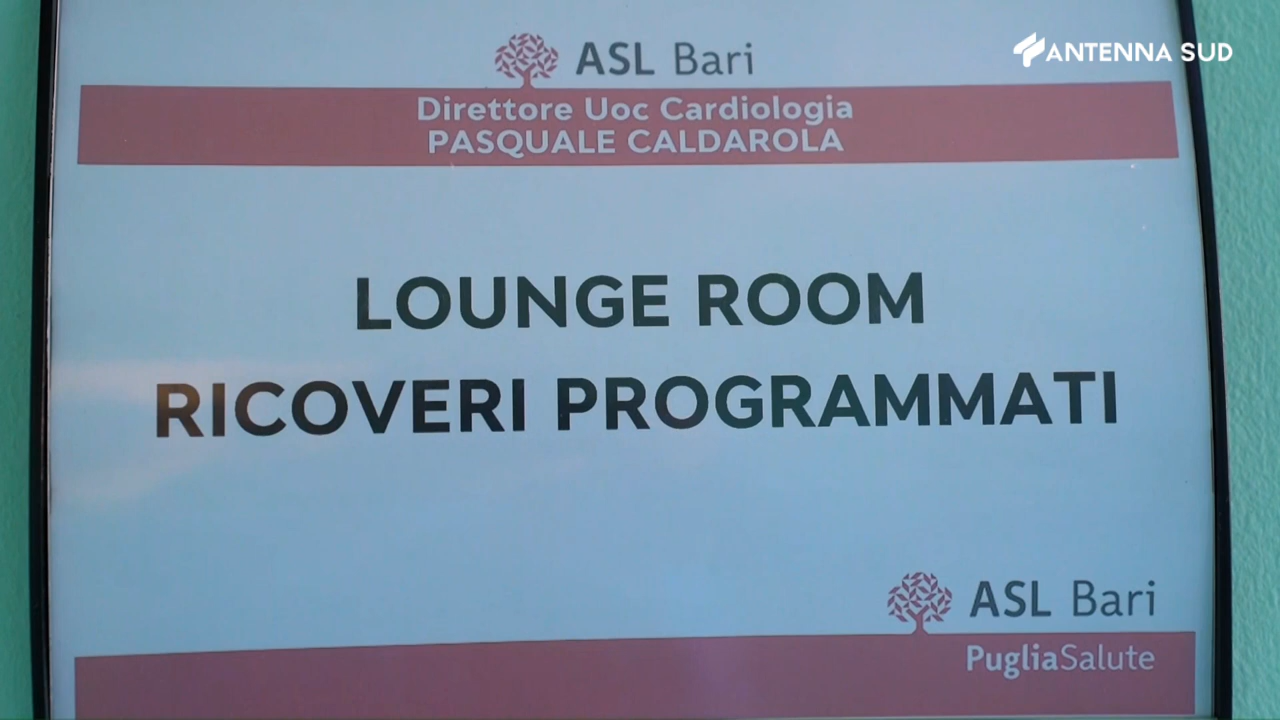 ASL Bari
ANTENNA SUD
Direttore Uoc Cardiologia
PASQUALE CALDAROLA
LOUNGE ROOM
RICOVERI PROGRAMMATI
ASL Bari
PugliaSalute